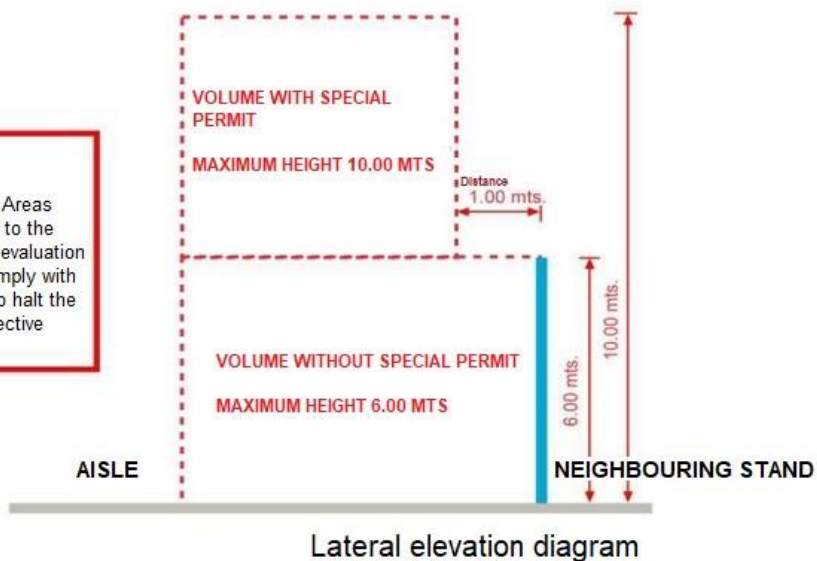 VOLUME WITH SPECIAL
PERMIT
MAXIMUM HEIGHT 10.00 MTS
Distance
1.00 mts.
Areas
to the
evaluation
mply with
o halt the
ective
10.00 mts.
6.00 mts.
VOLUME WITHOUT SPECIAL PERMIT
MAXIMUM HEIGHT 6.00 MTS
AISLE
NEIGHBOURING STAND
Lateral elevation diagram